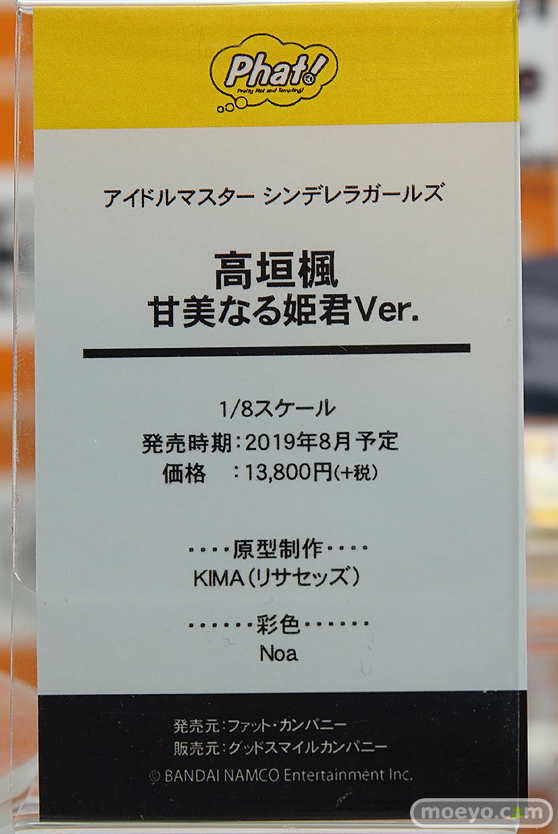 Phat!
Pretty Hot and Tempting!
アイドルマスター シンデレラガールズ
高垣楓
甘美なる姫君Ver.
1/8スケール
発売時期:2019年8月予定
価格 :13,800円(+税)
‥‥原型制作‥‥
KIMA(リサセッズ)
‥‥‥彩色‥‥‥
Noa
発売元:ファット・カンパニー
販売元:グッドスマイルカンパニー
© BANDAI NAMCO Entertainment Inc.
moeyo.com